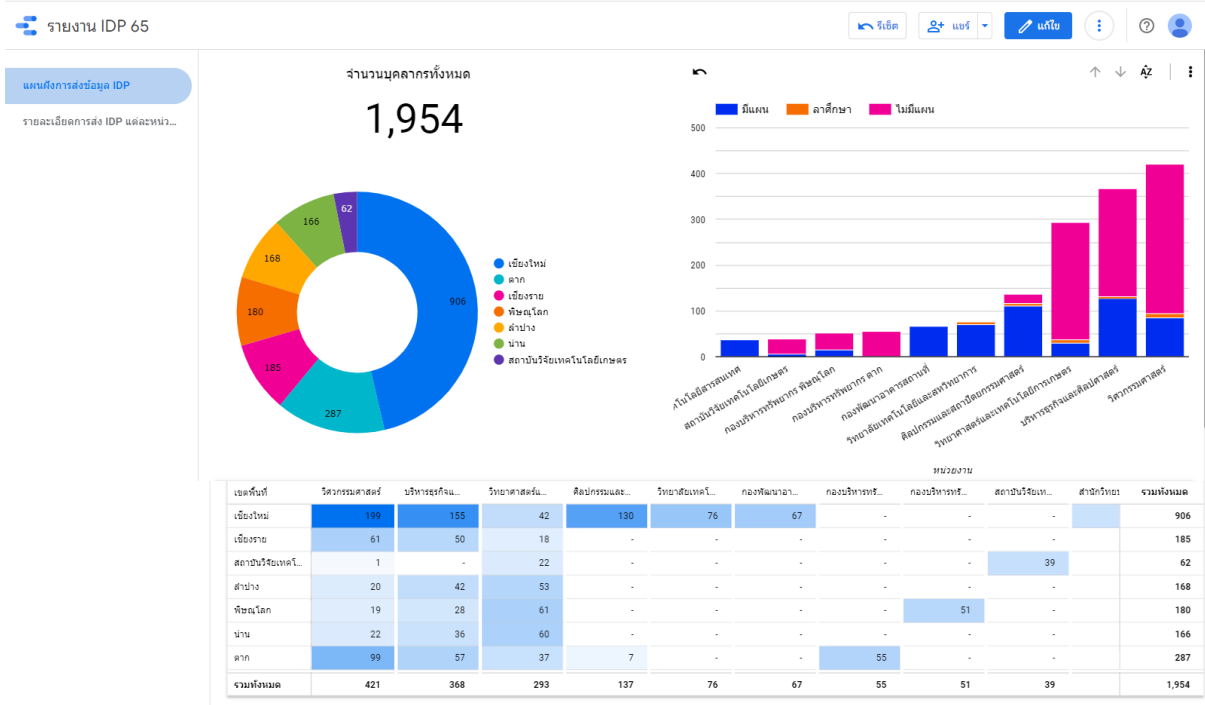 รายงาน IDP 65
รีเซ็ต
แชร์
แก้ไข
แผนผังการส่งข้อมูล IDP
รายละเอียดการส่ง IDP แต่ละหน่ว...
จำนวนบุคลากรทั้งหมด
1,954
62
166
168
180
185
287
906
เชียงใหม่
ตาก
เชียงราย
พิษณุโลก
ลำปาง
น่าน
สถาบันวิจัยเทคโนโลยีเกษตร
มีแผน ลาศึกษา ไม่มีแผน
500
400
300
200
100
0
สถาบันวิจัยเทคโนโลยีเกษตร
กองบริหารทรัพยากร พิษณุโลก
กองบริหารทรัพยากร ตาก
กองพัฒนาอาคารสถานที่
วิทยาลัยเทคโนโลยีและสหวิทยาการ
ศิลปกรรมและสถาปัตยกรรมศาสตร์
วิทยาศาสตร์และเทคโนโลยีการเกษตร
บริหารธุรกิจและศิลปศาสตร์
วิศวกรรมศาสตร์
หน่วยงาน
เขตพื้นที่ วิศวกรรมศาสตร์ บริหารธุรกิจแ... วิทยาศาสตร์แ... ศิลปกรรมและ... วิทยาลัยเทคโ... กองพัฒนาอา... กองบริหารทรั... กองบริหารทรั... สถาบันวิจัยเท... สำนักวิทยา รวมทั้งหมด
เชียงใหม่ 199 155 42 130 76 67 - - - 906
เชียงราย 61 50 18 - - - - - - 185
สถาบันวิจัยเทคโ... 1 - 22 - - - - - 39 62
ลำปาง 20 42 53 - - - - - - 168
พิษณุโลก 19 28 61 - - - - 51 - 180
น่าน 22 36 60 - - - - - - 166
ตาก 99 57 37 7 - - 55 - - 287
รวมทั้งหมด 421 368 293 137 76 67 55 51 39 1,954